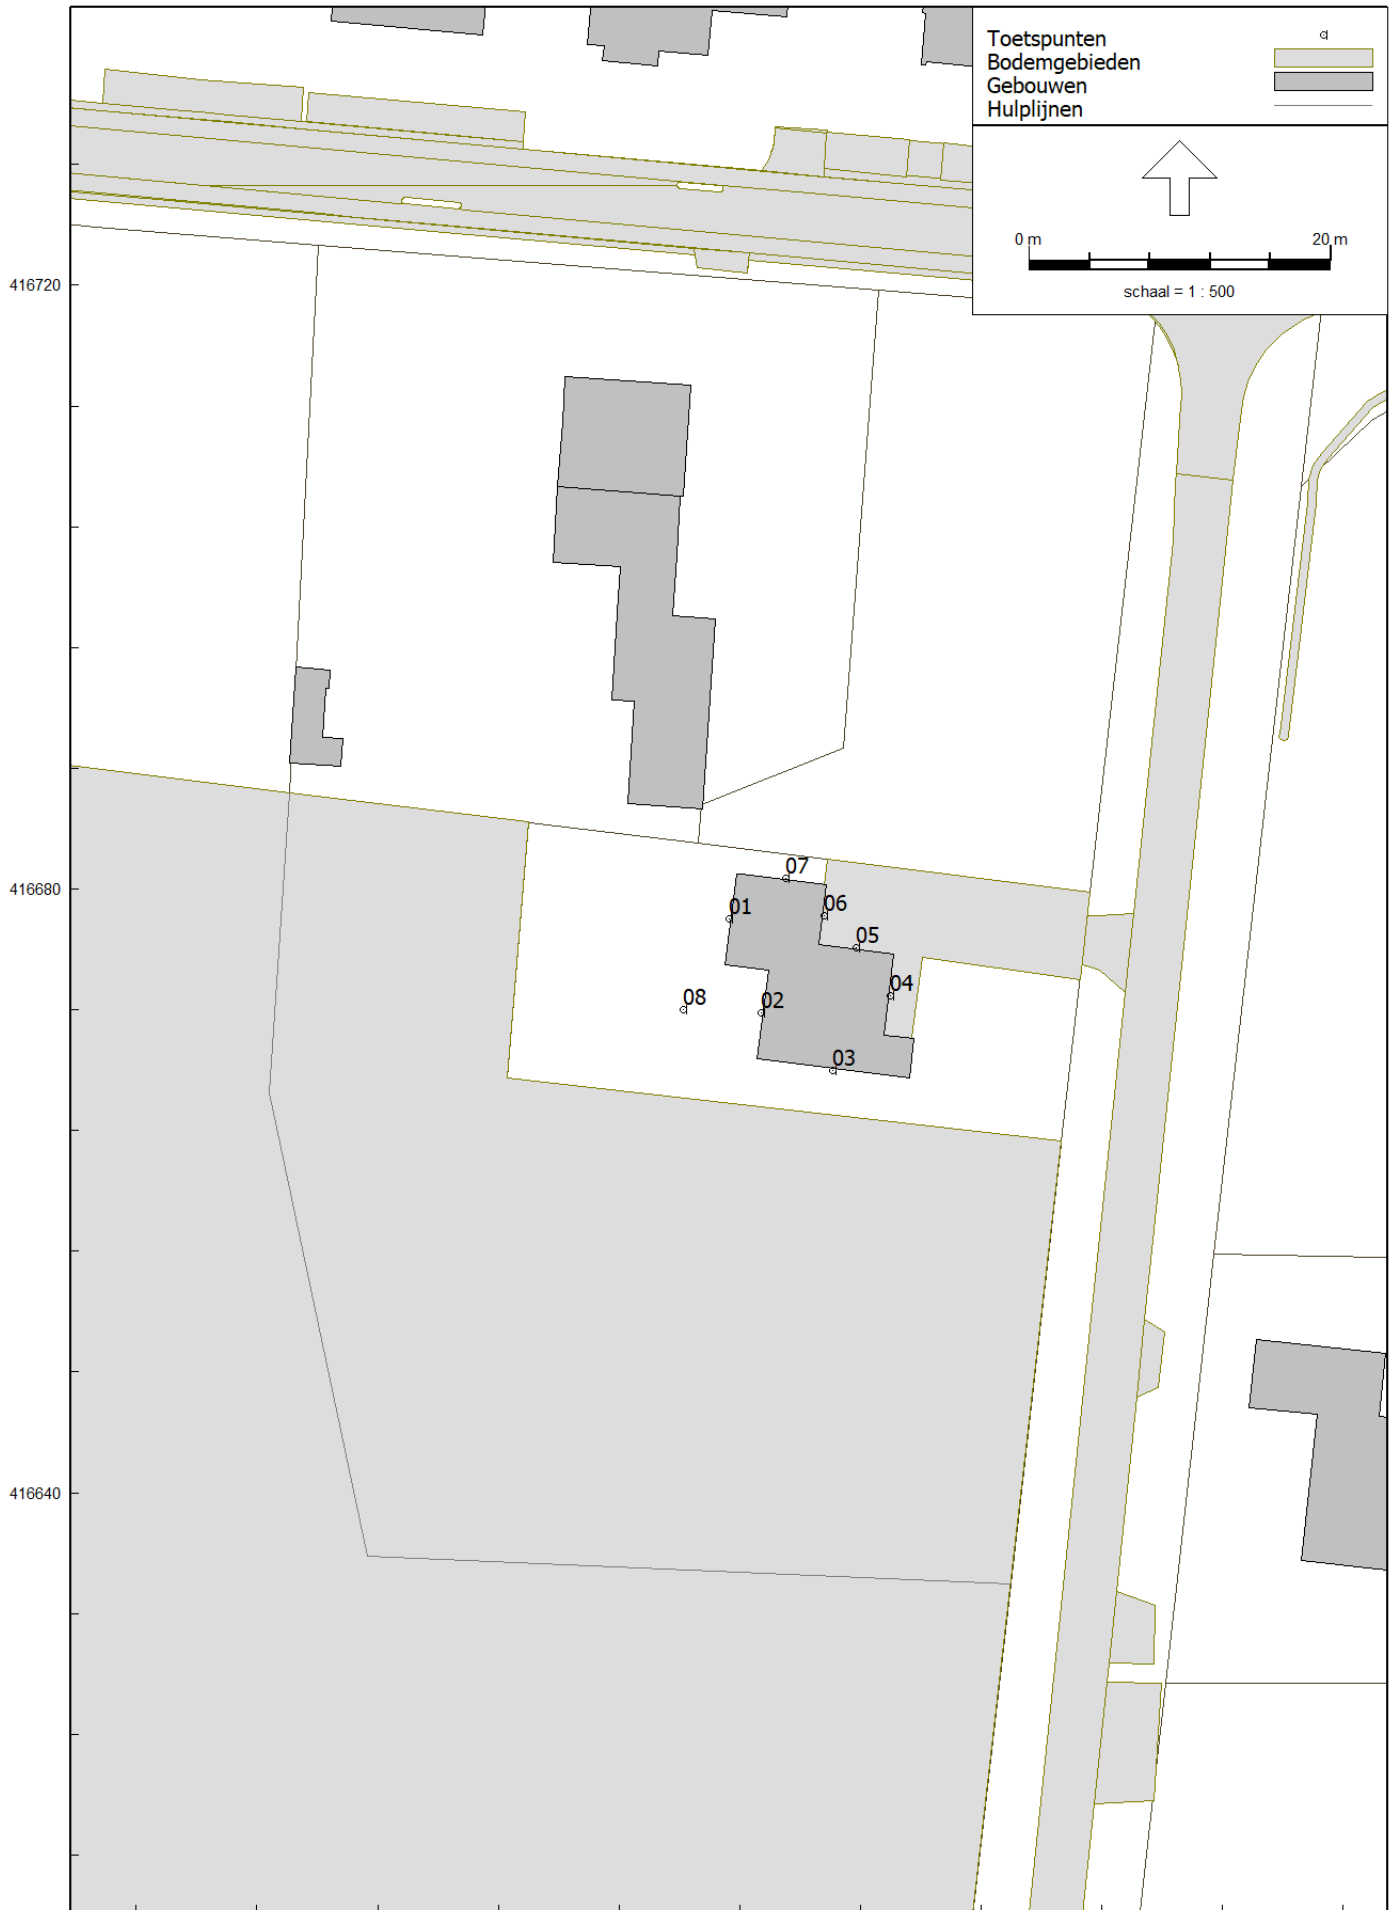 Toetspunten
Bodemgebieden
Gebouwen
Hulplijnen
0 m 20 m
schaal = 1 : 500
416720
416680
416640
07
01
06
05
04
08
02
03